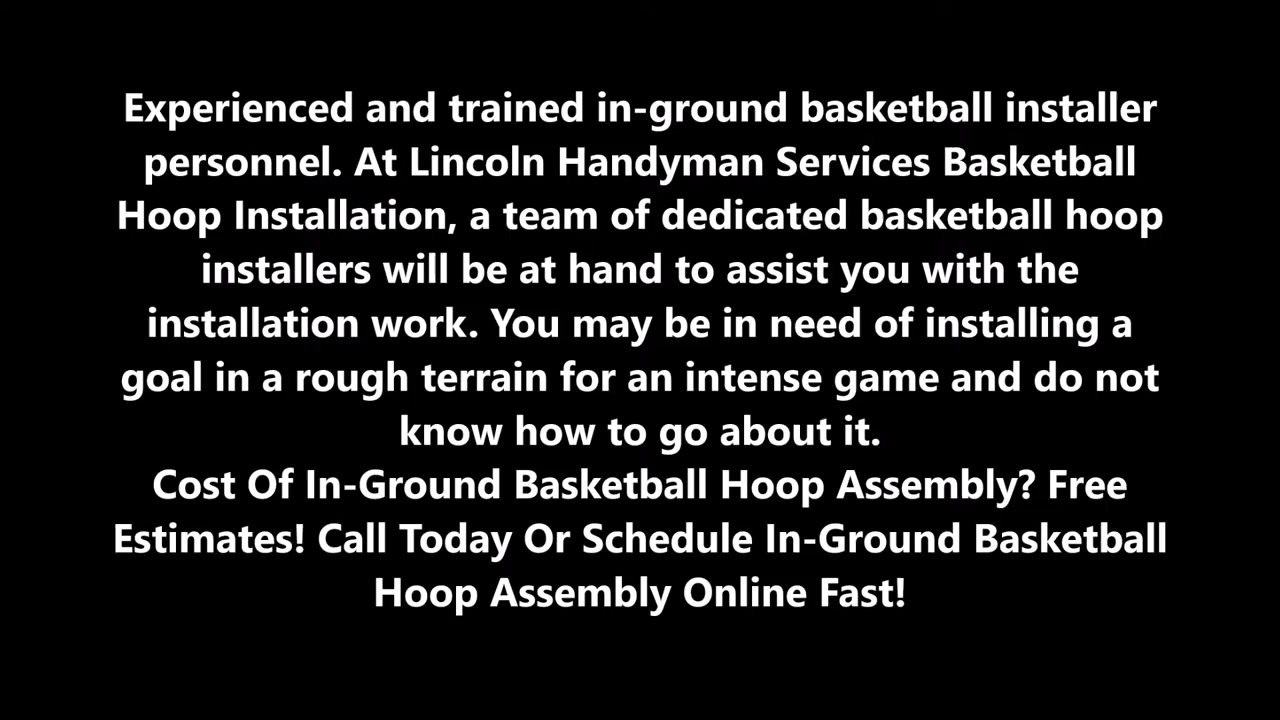 Experienced and trained in-ground basketball installer
personnel. At Lincoln Handyman Services Basketball
Hoop Installation, a team of dedicated basketball hoop
installers will be at hand to assist you with the
installation work. You may be in need of installing a
goal in a rough terrain for an intense game and do not
know how to go about it.
Cost Of In-Ground Basketball Hoop Assembly? Free
Estimates! Call Today Or Schedule In-Ground Basketball
Hoop Assembly Online Fast!